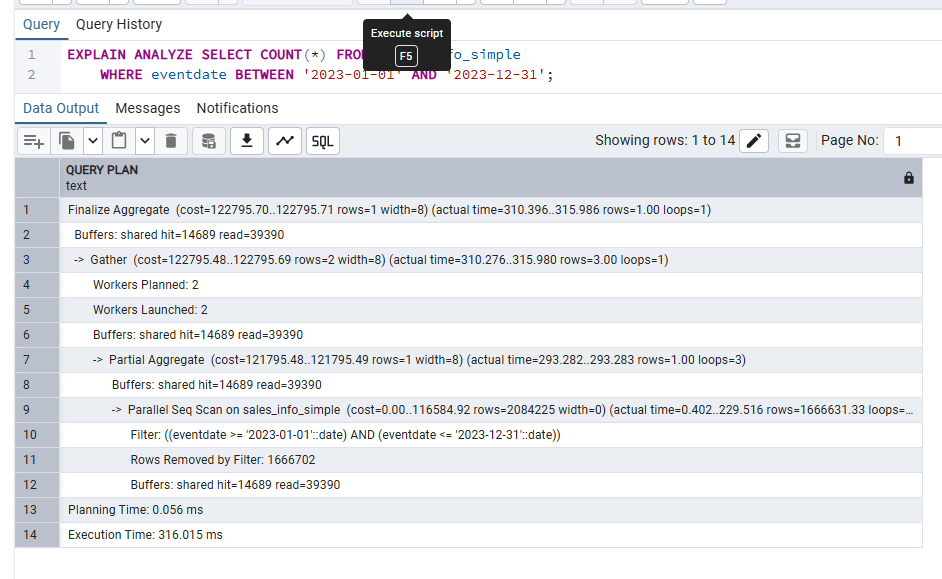 Query Query History
Execute script
F5
1 EXPLAIN ANALYZE SELECT COUNT(*) FRO fo_simple
2 WHERE eventdate BETWEEN '2023-01-01' AND '2023-12-31';
Data Output Messages Notifications
SQL Showing rows: 1 to 14 Page No: 1
QUERY PLAN
text
1 Finalize Aggregate (cost=122795.70..122795.71 rows=1 width=8) (actual time=310.396..315.986 rows=1.00 loops=1)
2 Buffers: shared hit=14689 read=39390
3 -> Gather (cost=122795.48..122795.69 rows=2 width=8) (actual time=310.276..315.980 rows=3.00 loops=1)
4 Workers Planned: 2
5 Workers Launched: 2
6 Buffers: shared hit=14689 read=39390
7 -> Partial Aggregate (cost=121795.48..121795.49 rows=1 width=8) (actual time=293.282..293.283 rows=1.00 loops=3)
8 Buffers: shared hit=14689 read=39390
9 -> Parallel Seq Scan on sales_info_simple (cost=0.00..116584.92 rows=2084225 width=0) (actual time=0.402..229.516 rows=1666631.33 loops=...
10 Filter: ((eventdate >= '2023-01-01'::date) AND (eventdate <= '2023-12-31'::date))
11 Rows Removed by Filter: 1666702
12 Buffers: shared hit=14689 read=39390
13 Planning Time: 0.056 ms
14 Execution Time: 316.015 ms